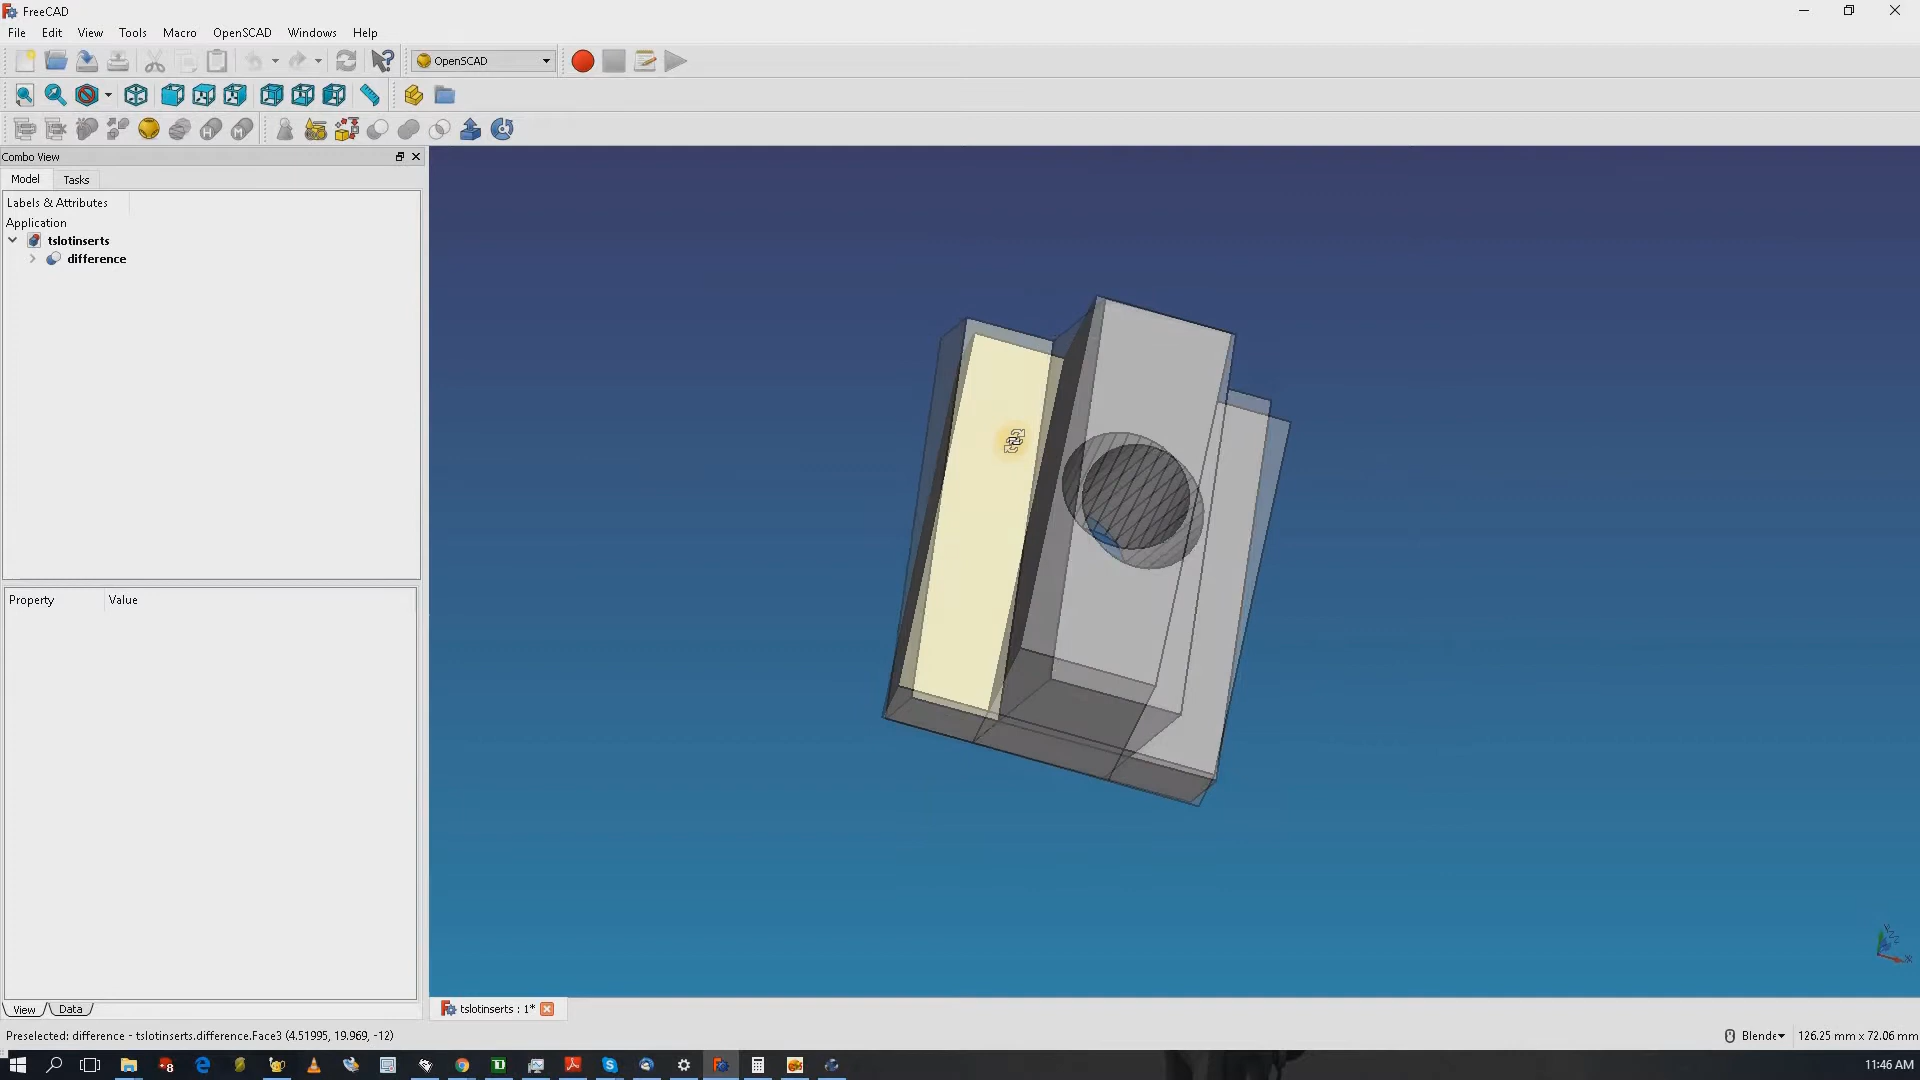 FreeCAD
File Edit View Tools Macro OpenSCAD Windows Help
OpenSCAD
Combo View
Model Tasks
Labels & Attributes
Application
tslotinserts
difference
Property Value
View Data
tslotinserts : 1*
Preselected: difference - tslotinserts.difference.Face3 (4.51995, 19.969, -12)
Blende
126.25 mm x 72.06 mm
11:46 AM